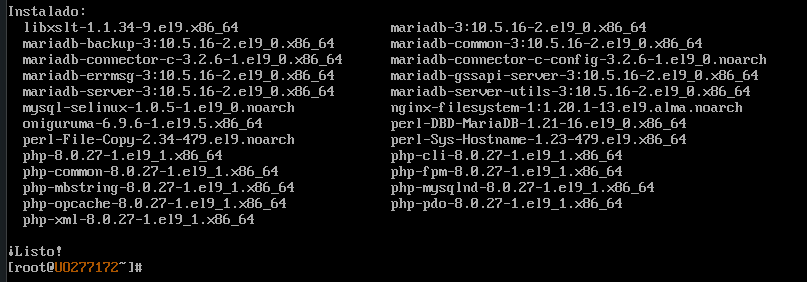 Instalado:
libxslt-1.1.34-9.el9.x86_64 mariadb-3:10.5.16-2.el9_0.x86_64
mariadb-backup-3:10.5.16-2.el9_0.x86_64 mariadb-common-3:10.5.16-2.el9_0.x86_64
mariadb-connector-c-3.2.6-1.el9_0.x86_64 mariadb-connector-c-config-3.2.6-1.el9_0.noarch
mariadb-errmsg-3:10.5.16-2.el9_0.x86_64 mariadb-gssapi-server-3:10.5.16-2.el9_0.x86_64
mariadb-server-3:10.5.16-2.el9_0.x86_64 mariadb-server-utils-3:10.5.16-2.el9_0.x86_64
mysql-selinux-1.0.5-1.el9_0.noarch nginx-filesystem-1:1.20.1-13.el9.alma.noarch
oniguruma-6.9.6-1.el9.5.x86_64 perl-DBD-MariaDB-1.21-16.el9_0.x86_64
perl-File-Copy-2.34-479.el9.noarch perl-Sys-Hostname-1.23-479.el9.x86_64
php-8.0.27-1.el9_1.x86_64 php-cli-8.0.27-1.el9_1.x86_64
php-common-8.0.27-1.el9_1.x86_64 php-fpm-8.0.27-1.el9_1.x86_64
php-mbstring-8.0.27-1.el9_1.x86_64 php-mysqlnd-8.0.27-1.el9_1.x86_64
php-opcache-8.0.27-1.el9_1.x86_64 php-pdo-8.0.27-1.el9_1.x86_64
php-xml-8.0.27-1.el9_1.x86_64
¡Listo!
[root@UO277172~]#